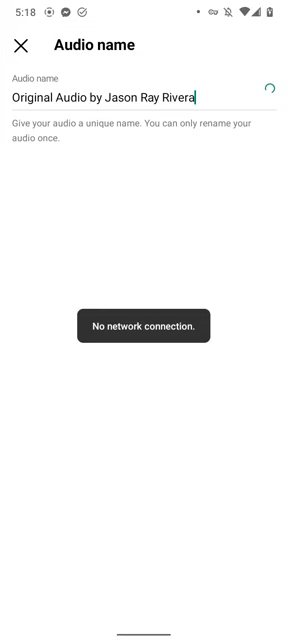 5:18
Audio name
Audio name
Original Audio by Jason Ray Rivera
Give your audio a unique name. You can only rename your
audio once.
No network connection.